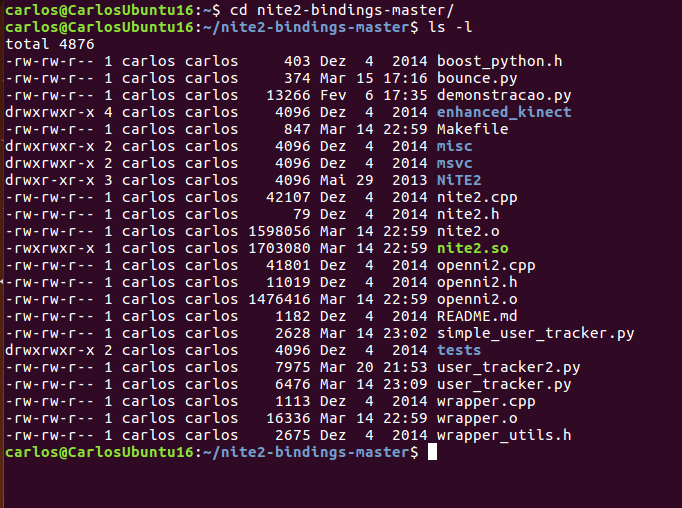 carlos@CarlosUbuntu16:~$ cd nite2-bindings-master/
carlos@CarlosUbuntu16:~/nite2-bindings-master$ ls -l
total 4876
-rw-rw-r-- 1 carlos carlos     403 Dez  4  2014 boost_python.h
-rw-rw-r-- 1 carlos carlos     374 Mar 15 17:16 bounce.py
-rw-rw-r-- 1 carlos carlos   13266 Fev  6 17:35 demonstracao.py
drwxrwxr-x 4 carlos carlos    4096 Dez  4  2014 enhanced_kinect
-rw-rw-r-- 1 carlos carlos     847 Mar 14 22:59 Makefile
drwxrwxr-x 2 carlos carlos    4096 Dez  4  2014 misc
drwxrwxr-x 2 carlos carlos    4096 Dez  4  2014 msvc
drwxr-xr-x 3 carlos carlos    4096 Mai 29  2013 NiTE2
-rw-rw-r-- 1 carlos carlos   42107 Dez  4  2014 nite2.cpp
-rw-rw-r-- 1 carlos carlos      79 Dez  4  2014 nite2.h
-rw-rw-r-- 1 carlos carlos 1598056 Mar 14 22:59 nite2.o
-rwxrwxr-x 1 carlos carlos 1703080 Mar 14 22:59 nite2.so
-rw-rw-r-- 1 carlos carlos   41801 Dez  4  2014 openni2.cpp
-rw-rw-r-- 1 carlos carlos   11019 Dez  4  2014 openni2.h
-rw-rw-r-- 1 carlos carlos 1476416 Mar 14 22:59 openni2.o
-rw-rw-r-- 1 carlos carlos    1182 Dez  4  2014 README.md
-rw-rw-r-- 1 carlos carlos    2628 Mar 14 23:02 simple_user_tracker.py
drwxrwxr-x 2 carlos carlos    4096 Dez  4  2014 tests
-rw-rw-r-- 1 carlos carlos    7975 Mar 20 21:53 user_tracker2.py
-rw-rw-r-- 1 carlos carlos    6476 Mar 14 23:09 user_tracker.py
-rw-rw-r-- 1 carlos carlos    1113 Dez  4  2014 wrapper.cpp
-rw-rw-r-- 1 carlos carlos   16336 Mar 14 22:59 wrapper.o
-rw-rw-r-- 1 carlos carlos    2675 Dez  4  2014 wrapper_utils.h
carlos@CarlosUbuntu16:~/nite2-bindings-master$